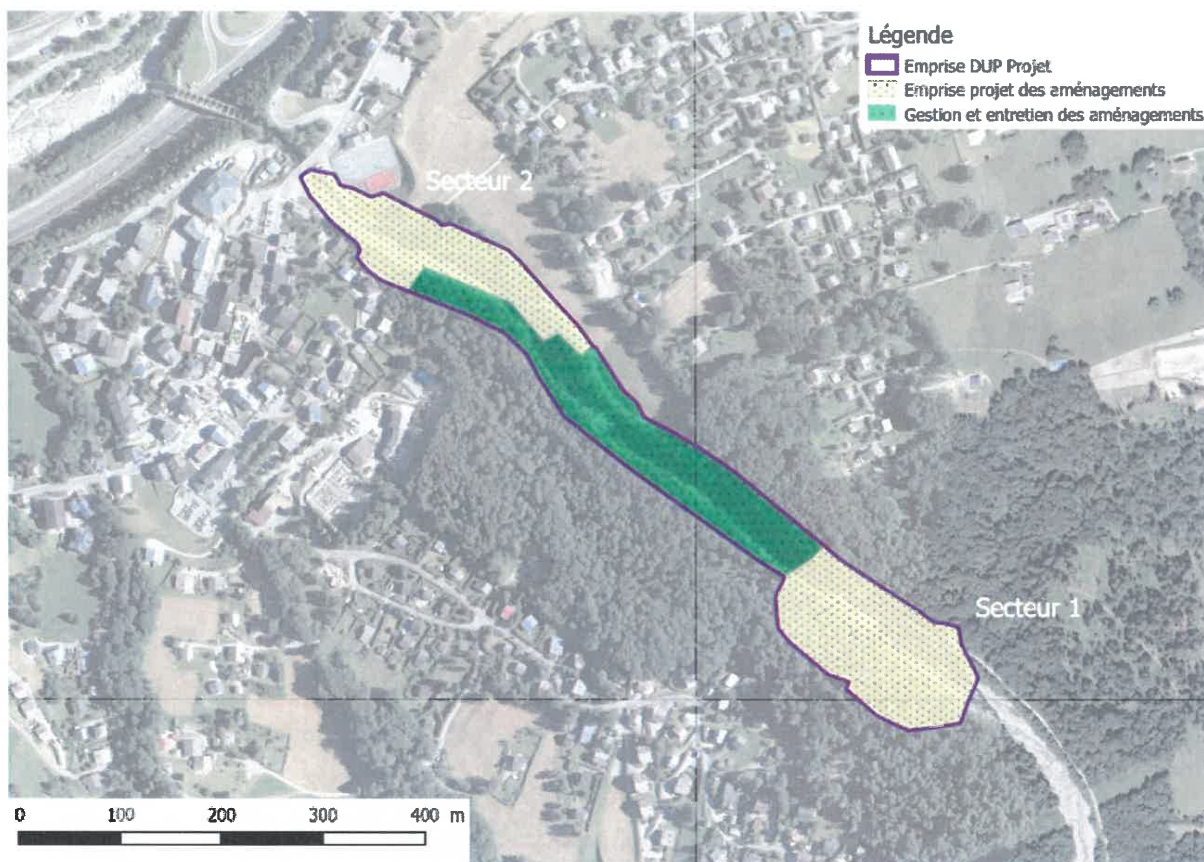 Légende
Emprise DUP Projet
Emprise projet des aménagements
Gestion et entretien des aménagements
Secteur 2
Secteur 1
0 100 200 300 400 m